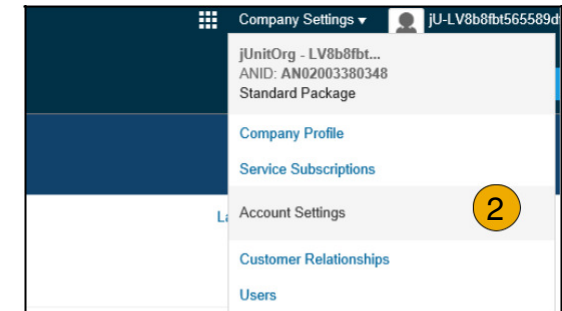 Company Settings ▾ jU-LV8b8fbt565589d
jUnitOrg - LV8b8fbt...
ANID: AN02003380348
Standard Package
Company Profile
Service Subscriptions
Account Settings 2
Customer Relationships
Users